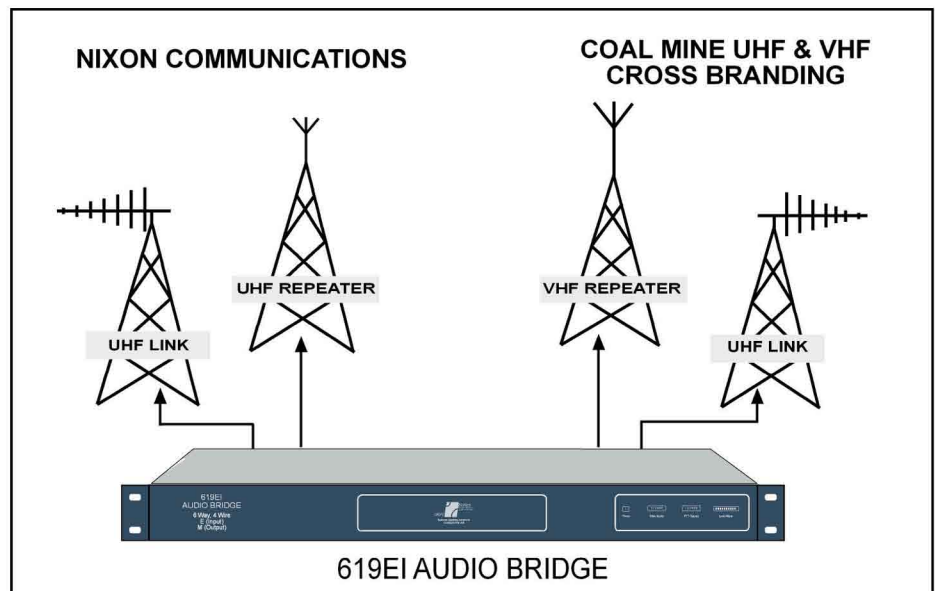 NIXON COMMUNICATIONS
COAL MINE UHF & VHF
CROSS BRANDING
UHF REPEATER
VHF REPEATER
UHF LINK
UHF LINK
619EI
AUDIO BRIDGE
6 Way, 4 Wire
E (Input)
M (Output)
619EI AUDIO BRIDGE